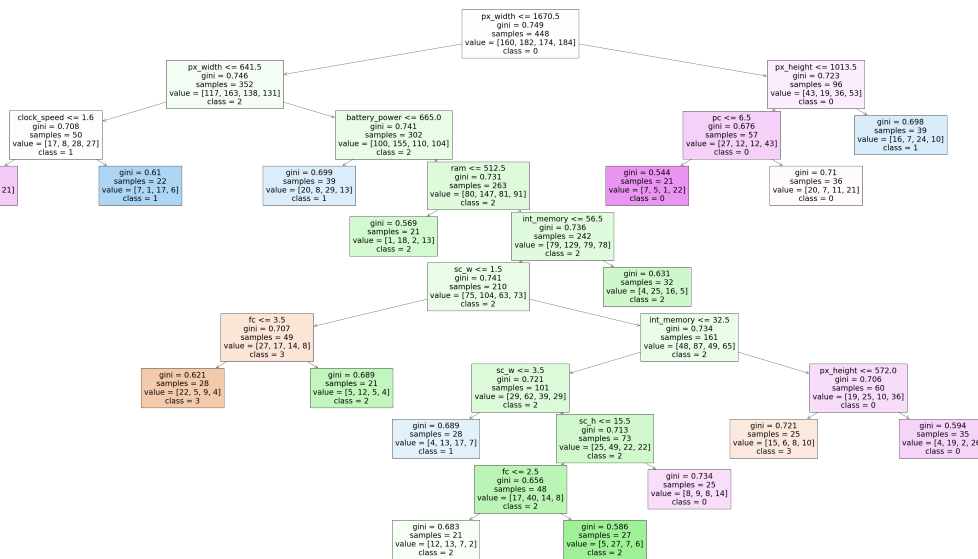 px_width <= 1670.5
gini = 0.749
samples = 448
value = [160, 182, 174, 184]
class = 0
px_width <= 641.5
gini = 0.746
samples = 352
value = [117, 163, 138, 131]
class = 2
px_height <= 1013.5
gini = 0.723
samples = 96
value = [43, 19, 36, 53]
class = 0
clock_speed <= 1.6
gini = 0.708
samples = 50
value = [17, 8, 28, 27]
class = 1
battery_power <= 665.0
gini = 0.741
samples = 302
value = [100, 155, 110, 104]
class = 2
pc <= 6.5
gini = 0.676
samples = 57
value = [27, 12, 12, 43]
class = 0
gini = 0.698
samples = 39
value = [16, 7, 24, 10]
class = 1
21]
gini = 0.61
samples = 22
value = [7, 1, 17, 6]
class = 1
gini = 0.699
samples = 39
value = [20, 8, 29, 13]
class = 1
ram <= 512.5
gini = 0.731
samples = 263
value = [80, 147, 81, 91]
class = 2
gini = 0.544
samples = 21
value = [7, 5, 1, 22]
class = 0
gini = 0.71
samples = 36
value = [20, 7, 11, 21]
class = 0
gini = 0.569
samples = 21
value = [1, 18, 2, 13]
class = 2
int_memory <= 56.5
gini = 0.736
samples = 242
value = [79, 129, 79, 78]
class = 2
sc_w <= 1.5
gini = 0.741
samples = 210
value = [75, 104, 63, 73]
class = 2
gini = 0.631
samples = 32
value = [4, 25, 16, 5]
class = 2
fc <= 3.5
gini = 0.707
samples = 49
value = [27, 17, 14, 8]
class = 3
int_memory <= 32.5
gini = 0.734
samples = 161
value = [48, 87, 49, 65]
class = 2
gini = 0.621
samples = 28
value = [22, 5, 9, 4]
class = 3
gini = 0.689
samples = 21
value = [5, 12, 5, 4]
class = 2
sc_w <= 3.5
gini = 0.721
samples = 101
value = [29, 62, 39, 29]
class = 2
px_height <= 572.0
gini = 0.706
samples = 60
value = [19, 25, 10, 36]
class = 0
gini = 0.689
samples = 28
value = [4, 13, 17, 7]
class = 1
sc_h <= 15.5
gini = 0.713
samples = 73
value = [25, 49, 22, 22]
class = 2
gini = 0.721
samples = 25
value = [15, 6, 8, 10]
class = 3
gini = 0.594
samples = 35
value = [4, 19, 2, 26
class = 0
fc <= 2.5
gini = 0.656
samples = 48
value = [17, 40, 14, 8]
class = 2
gini = 0.734
samples = 25
value = [8, 9, 8, 14]
class = 0
gini = 0.683
samples = 21
value = [12, 13, 7, 2]
class = 2
gini = 0.586
samples = 27
value = [5, 27, 7, 6]
class = 2